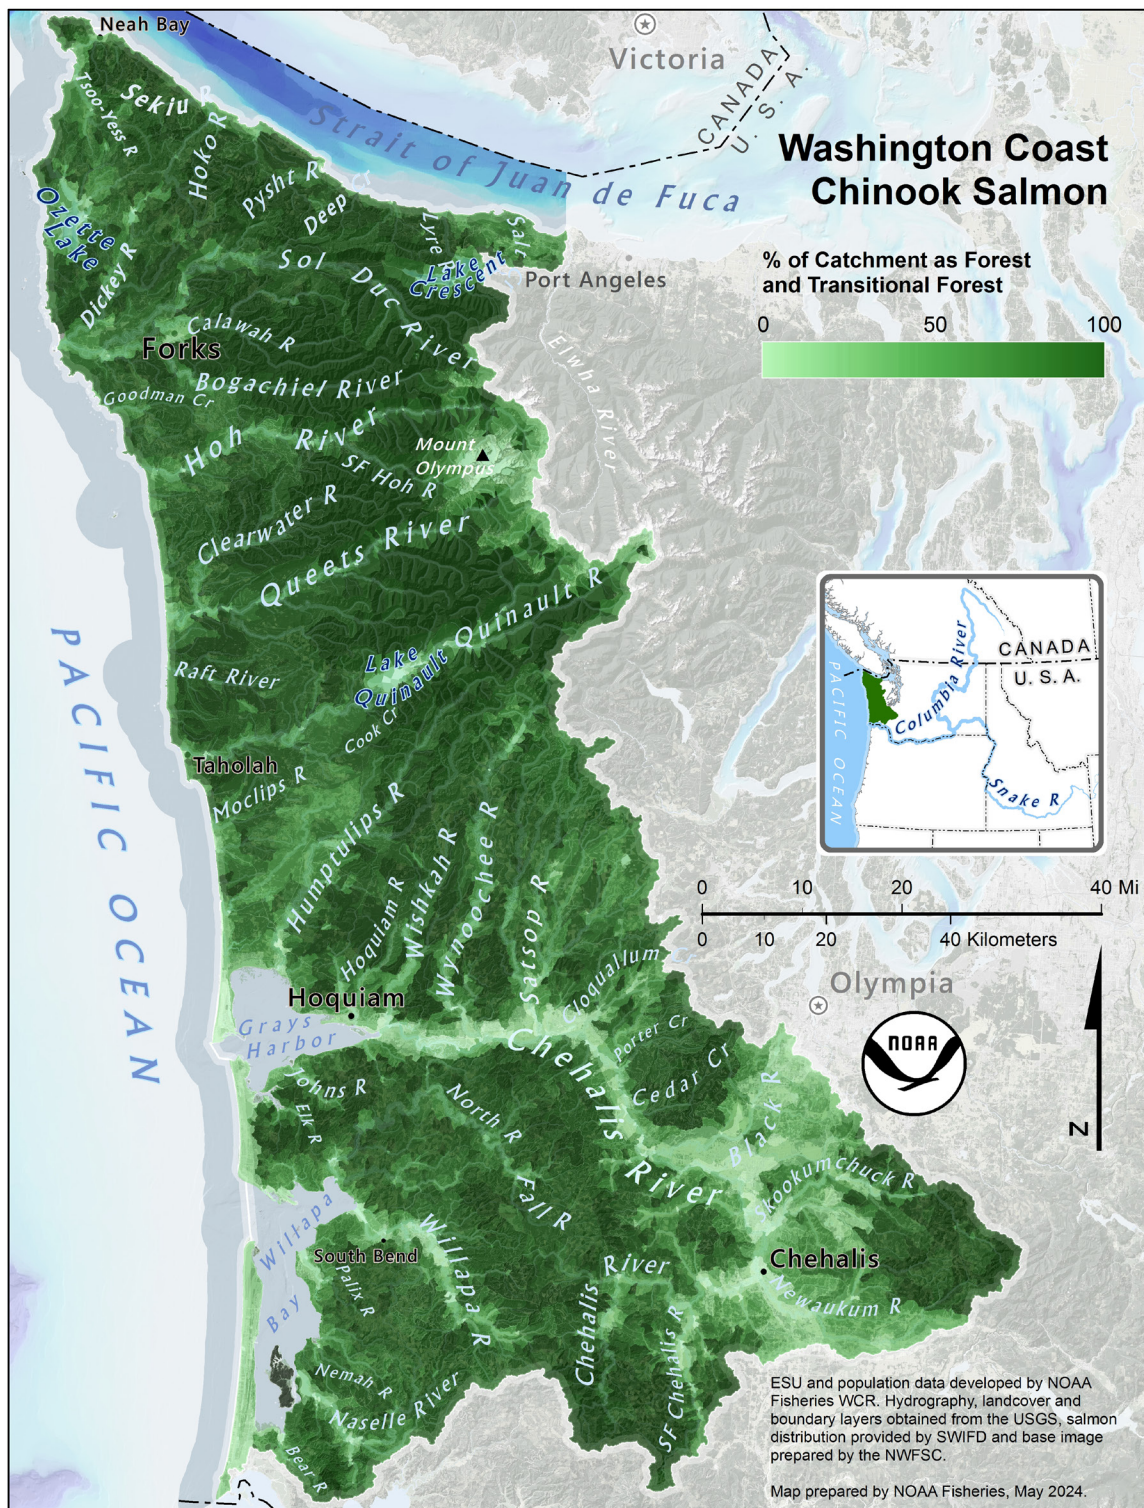 Neah Bay
Victoria
CANADA
U. S. A.
Strait of Juan de Fuca
Washington Coast
Chinook Salmon
% of Catchment as Forest
and Transitional Forest
0 50 100
Tsoo-Yess R
Sekiu R
Hoko R
Pysht R
Deep
Lyre
Salt
Ozette
Lake
Dickey R
Sol Duc River
Lake
Crescent
Port Angeles
Elwha River
Calawah R
Forks
Bogachiel River
Goodman Cr
Hoh River
Mount
Olympus
SF Hoh R
Clearwater R
Queets River
Quinault R
Lake
Quinault
Raft River
Cook Cr
Taholah
Moclips R
PACIFIC OCEAN
Humptulips R
Hoquiam R
Wishkah R
Wynoochee R
Satsop R
Cloquallum
CANADA
U. S. A.
Columbia River
PACIFIC OCEAN
Snake R
0 10 20 40 Mi
0 10 20 40 Kilometers
Olympia
NOAA
N
Hoquiam
Grays
Harbor
Chehalis River
Porter Cr
Cedar Cr
Black R
Johns R
Elk R
North R
Fall R
Skookumchuck R
Willapa
Bay
South Bend
Willapa R
Palix R
Chehalis
Newaukum R
Chehalis River
SF Chehalis R
Nemah R
Naselle River
Bear R
ESU and population data developed by NOAA
Fisheries WCR. Hydrography, landcover and
boundary layers obtained from the USGS, salmon
distribution provided by SWIFD and base image
prepared by the NWFSC.
Map prepared by NOAA Fisheries, May 2024.